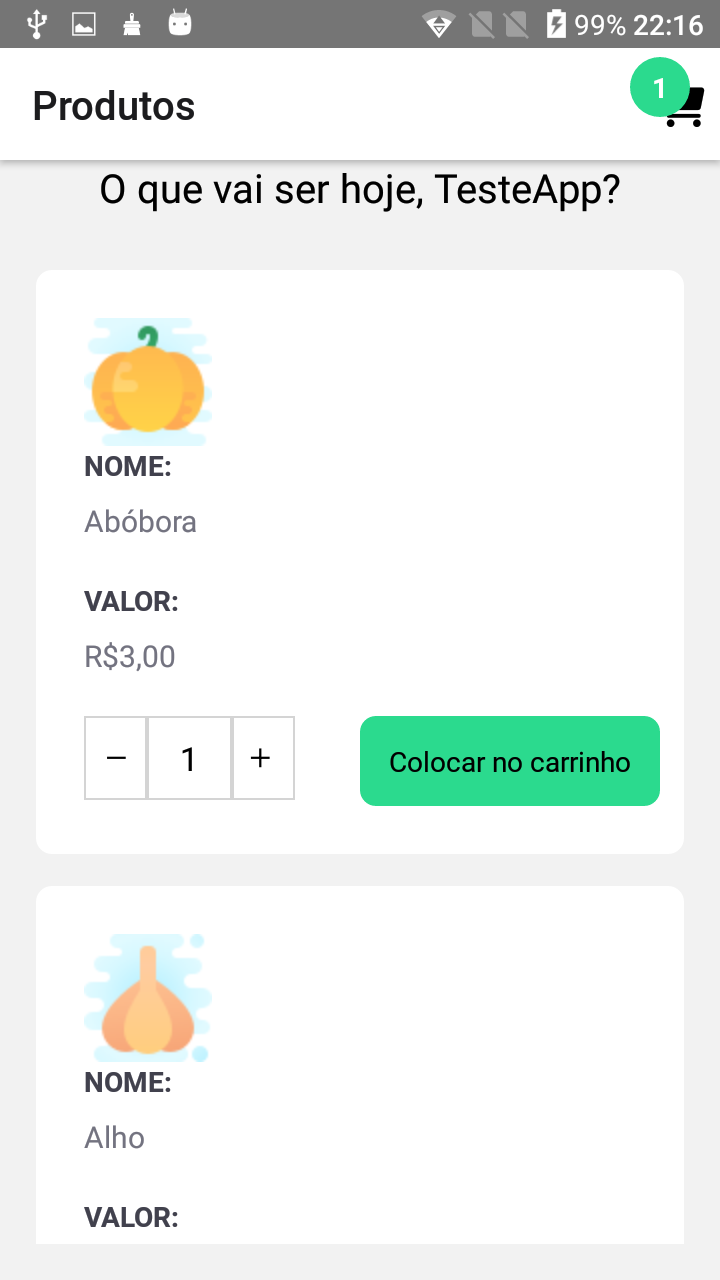 99% 22:16
Produtos
1
O que vai ser hoje, TesteApp?
NOME:
Abóbora
VALOR:
R$3,00
− 1 + Colocar no carrinho
NOME:
Alho
VALOR: